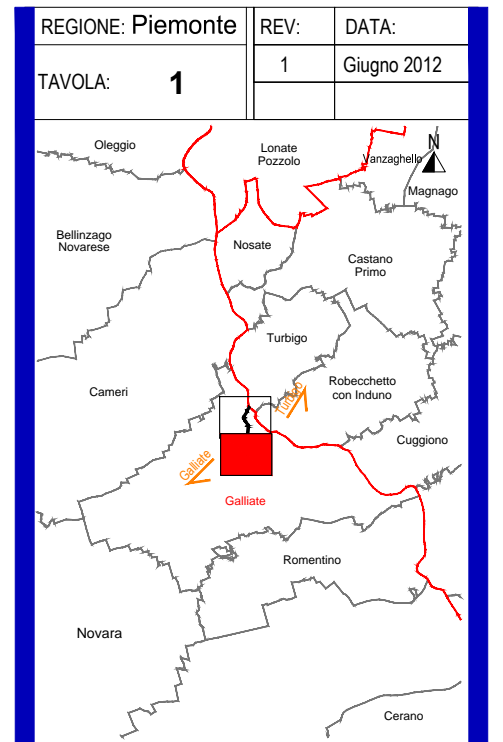 REGIONE: Piemonte
REV:
DATA:
TAVOLA: 1
1
Giugno 2012
Oleggio
Lonate
Pozzolo
Vanzaghello
N
Magnago
Bellinzago
Novarese
Nosate
Castano
Primo
Turbigo
Cameri
Turbigo
Robecchetto
con Induno
Cuggiono
Galliate
Galliate
Romentino
Novara
Cerano